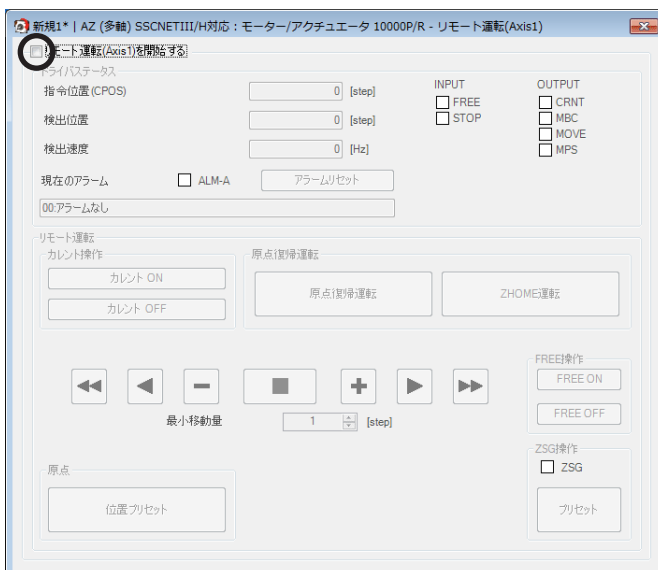 新規1* | AZ (多軸) SSCNETIII/H対応：モーター/アクチュエータ 10000P/R - リモート運転(Axis1)
リモート運転(Axis1)を開始する
ドライバステータス
指令位置(CPOS) 0 [step]
検出位置 0 [step]
検出速度 0 [Hz]
INPUT
FREE
STOP
OUTPUT
CRNT
MBC
MOVE
MPS
現在のアラーム ALM-A アラームリセット
00:アラームなし
リモート運転
カレント操作
カレント ON
カレント OFF
原点復帰運転
原点復帰運転 ZHOME運転
最小移動量 1 [step]
FREE操作
FREE ON
FREE OFF
原点
位置プリセット
ZSG操作
ZSG
プリセット